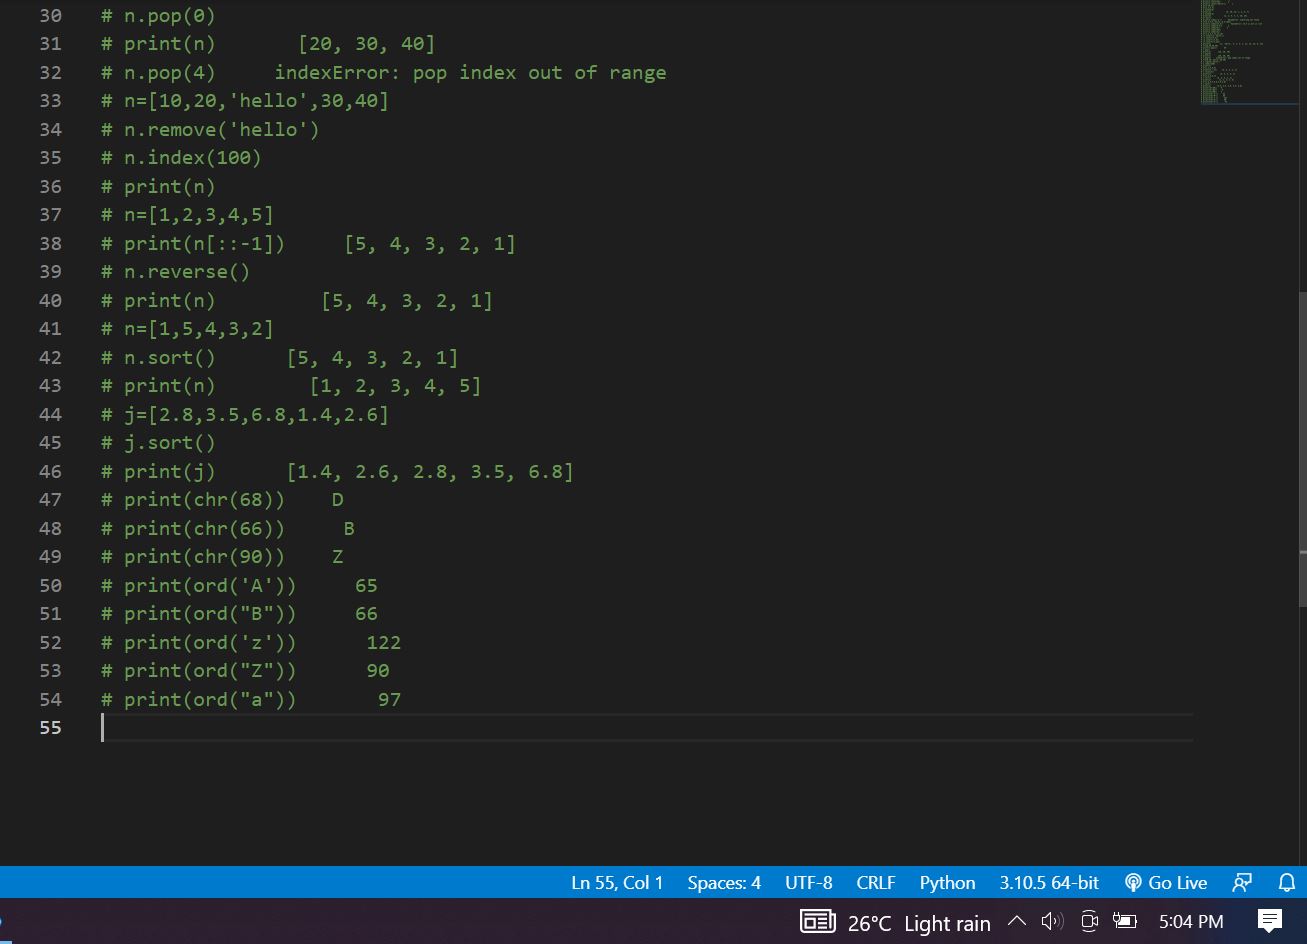 30 # n.pop(0)
31 # print(n)       [20, 30, 40]
32 # n.pop(4)     indexError: pop index out of range
33 # n=[10,20,'hello',30,40]
34 # n.remove('hello')
35 # n.index(100)
36 # print(n)
37 # n=[1,2,3,4,5]
38 # print(n[::-1])     [5, 4, 3, 2, 1]
39 # n.reverse()
40 # print(n)         [5, 4, 3, 2, 1]
41 # n=[1,5,4,3,2]
42 # n.sort()      [5, 4, 3, 2, 1]
43 # print(n)        [1, 2, 3, 4, 5]
44 # j=[2.8,3.5,6.8,1.4,2.6]
45 # j.sort()
46 # print(j)      [1.4, 2.6, 2.8, 3.5, 6.8]
47 # print(chr(68))    D
48 # print(chr(66))     B
49 # print(chr(90))    Z
50 # print(ord('A'))     65
51 # print(ord("B"))     66
52 # print(ord('z'))      122
53 # print(ord("Z"))      90
54 # print(ord("a"))       97
55
Ln 55, Col 1 Spaces: 4 UTF-8 CRLF Python 3.10.5 64-bit Go Live
26°C Light rain 5:04 PM